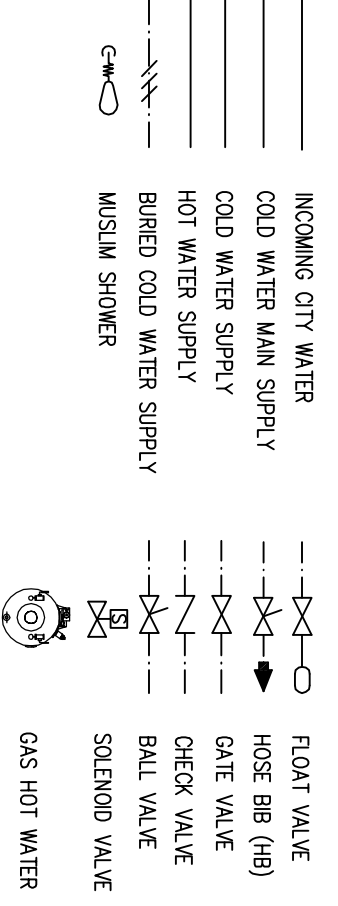 INCOMING CITY WATER
COLD WATER MAIN SUPPLY
COLD WATER SUPPLY
HOT WATER SUPPLY
BURIED COLD WATER SUPPLY
MUSLIM SHOWER
FLOAT VALVE
HOSE BIB (HB)
GATE VALVE
CHECK VALVE
BALL VALVE
S
SOLENOID VALVE
GAS HOT WATER